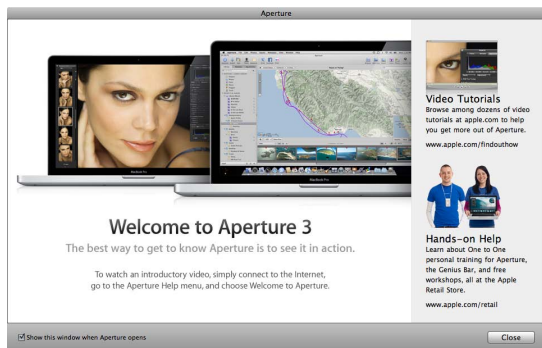 Aperture
MacBook Pro
MacBook Pro
Welcome to Aperture 3
The best way to get to know Aperture is to see it in action.
To watch an introductory video, simply connect to the Internet,
go to the Aperture Help menu, and choose Welcome to Aperture.
Video Tutorials
Browse among dozens of video
tutorials at apple.com to help
you get more out of Aperture.
www.apple.com/findouthow
Hands-on Help
Learn about One to One
personal training for Aperture,
the Genius Bar, and free
workshops, all at the Apple
Retail Store.
www.apple.com/retail
Show this window when Aperture opens
Close